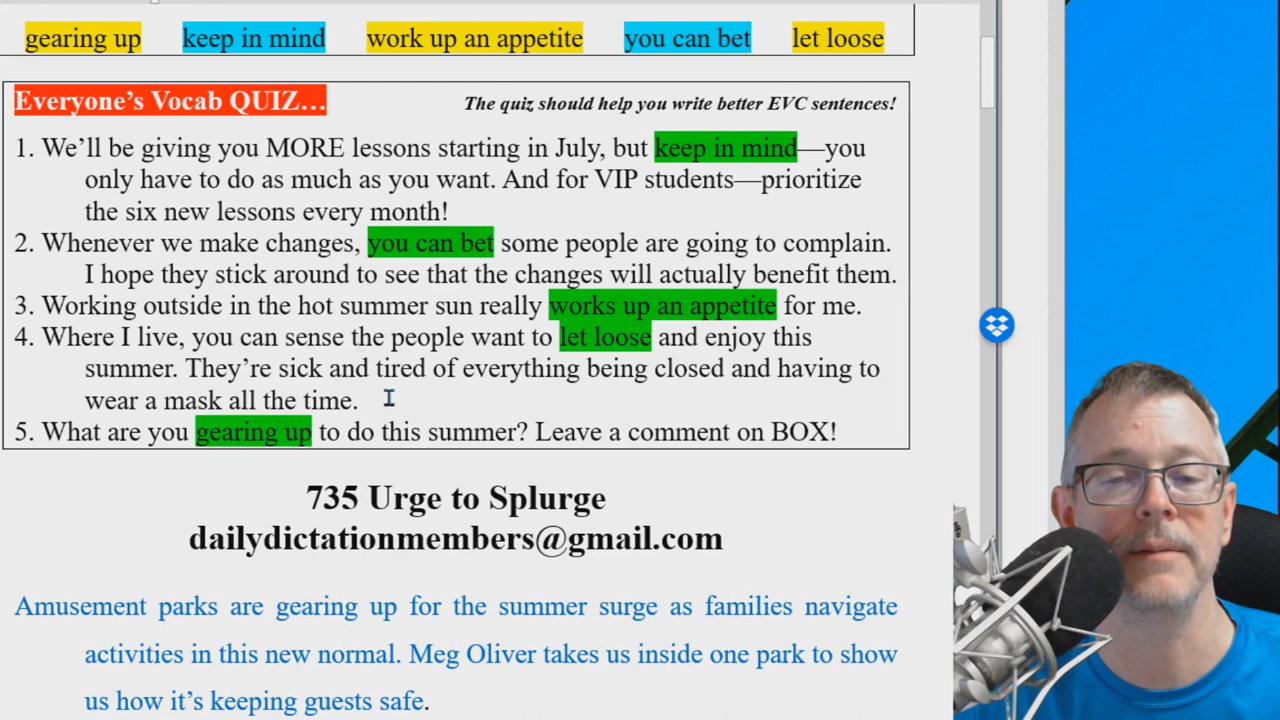 gearing up keep in mind work up an appetite you can bet let loose
Everyone’s Vocab QUIZ… The quiz should help you write better EVC sentences!
1. We’ll be giving you MORE lessons starting in July, but keep in mind—you
only have to do as much as you want. And for VIP students—prioritize
the six new lessons every month!
2. Whenever we make changes, you can bet some people are going to complain.
I hope they stick around to see that the changes will actually benefit them.
3. Working outside in the hot summer sun really works up an appetite for me.
4. Where I live, you can sense the people want to let loose and enjoy this
summer. They’re sick and tired of everything being closed and having to
wear a mask all the time.
5. What are you gearing up to do this summer? Leave a comment on BOX!
735 Urge to Splurge
dailydictationmembers@gmail.com
Amusement parks are gearing up for the summer surge as families navigate
activities in this new normal. Meg Oliver takes us inside one park to show
us how it’s keeping guests safe.